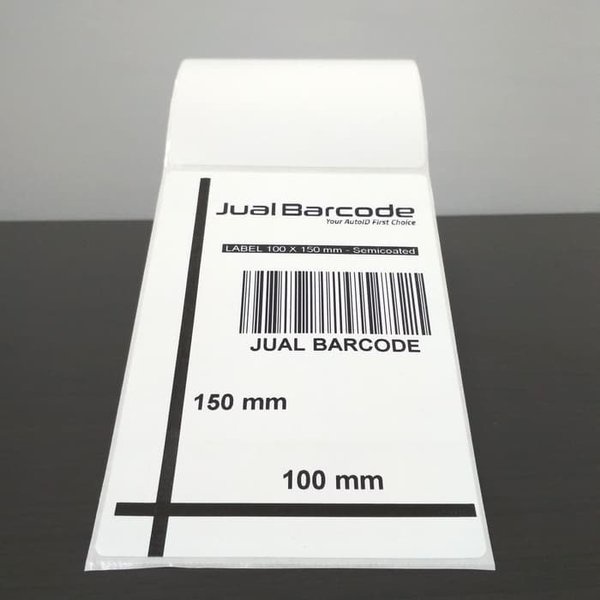 Jual Barcode
Your AutoID First Choice
LABEL 100 X 150 mm - Semicoated
JUAL BARCODE
150 mm
100 mm